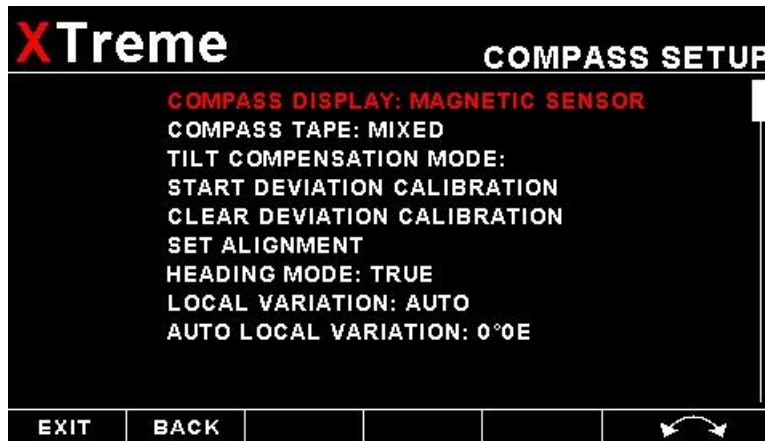 XTreme
COMPASS SETUP
COMPASS DISPLAY: MAGNETIC SENSOR
COMPASS TAPE: MIXED
TILT COMPENSATION MODE:
START DEVIATION CALIBRATION
CLEAR DEVIATION CALIBRATION
SET ALIGNMENT
HEADING MODE: TRUE
LOCAL VARIATION: AUTO
AUTO LOCAL VARIATION: 0°0E
EXIT BACK